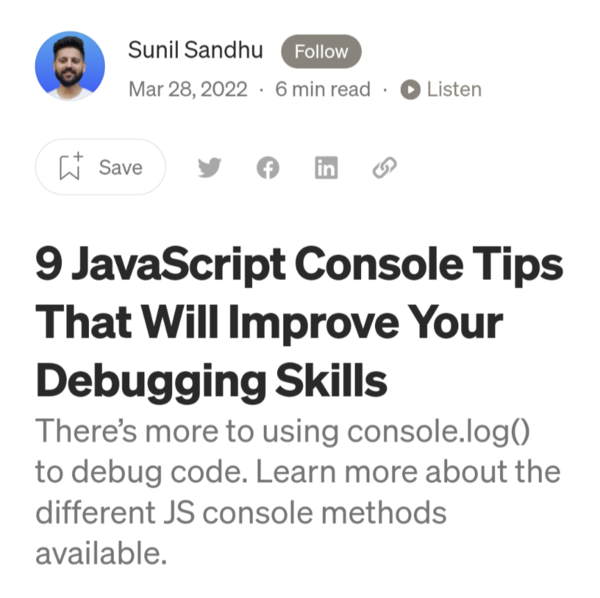 Sunil Sandhu Follow
Mar 28, 2022 · 6 min read · Listen
Save
9 JavaScript Console Tips
That Will Improve Your
Debugging Skills
There’s more to using console.log()
to debug code. Learn more about the
different JS console methods
available.